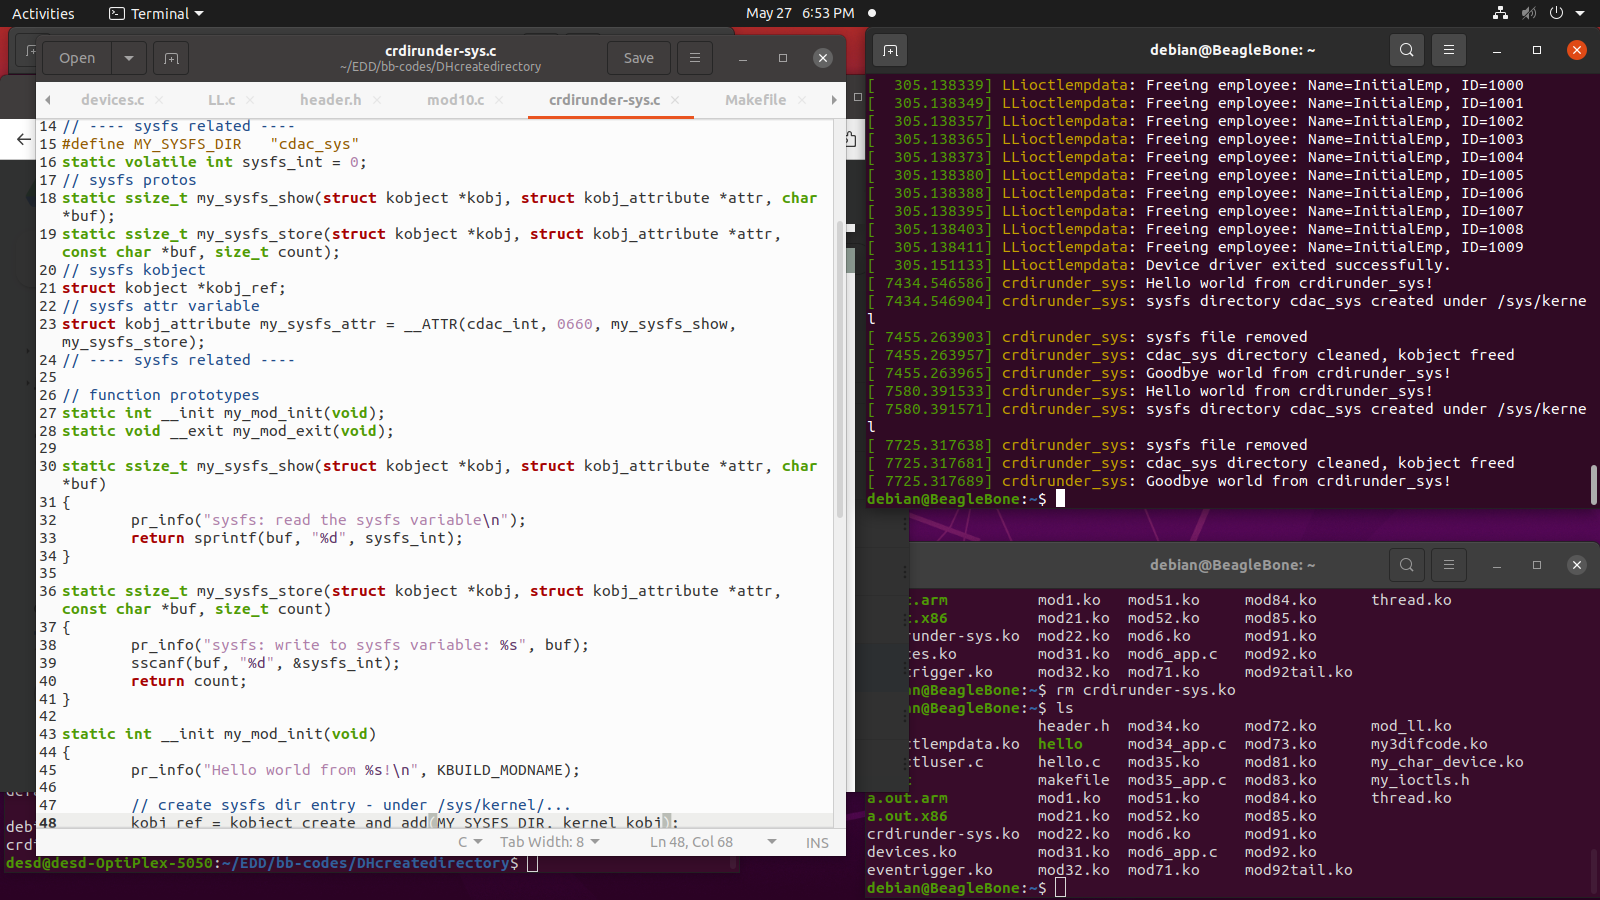 Activities
Terminal
May 27 6:53 PM
Open
crdirunder-sys.c
~/EDD/bb-codes/DHcreatedirectory
Save
devices.c
LL.c
header.h
mod10.c
crdirunder-sys.c
Makefile
14 // ---- sysfs related ----
15 #define MY_SYSFS_DIR   "cdac_sys"
16 static volatile int sysfs_int = 0;
17 // sysfs protos
18 static ssize_t my_sysfs_show(struct kobject *kobj, struct kobj_attribute *attr, char
*buf);
19 static ssize_t my_sysfs_store(struct kobject *kobj, struct kobj_attribute *attr,
const char *buf, size_t count);
20 // sysfs kobject
21 struct kobject *kobj_ref;
22 // sysfs attr variable
23 struct kobj_attribute my_sysfs_attr = __ATTR(cdac_int, 0660, my_sysfs_show,
my_sysfs_store);
24 // ---- sysfs related ----
25
26 // function prototypes
27 static int __init my_mod_init(void);
28 static void __exit my_mod_exit(void);
29
30 static ssize_t my_sysfs_show(struct kobject *kobj, struct kobj_attribute *attr, char
*buf)
31 {
32 pr_info("sysfs: read the sysfs variable\n");
33 return sprintf(buf, "%d", sysfs_int);
34 }
35
36 static ssize_t my_sysfs_store(struct kobject *kobj, struct kobj_attribute *attr,
const char *buf, size_t count)
37 {
38 pr_info("sysfs: write to sysfs variable: %s", buf);
39 sscanf(buf, "%d", &sysfs_int);
40 return count;
41 }
42
43 static int __init my_mod_init(void)
44 {
45 pr_info("Hello world from %s!\n", KBUILD_MODNAME);
46
47 // create sysfs dir entry - under /sys/kernel/...
48 kobj_ref = kobject_create_and_add(MY_SYSFS_DIR, kernel_kobj);
C
Tab Width: 8
Ln 48, Col 68
INS
debian@BeagleBone: ~
[  305.138339] LLioctlempdata: Freeing employee: Name=InitialEmp, ID=1000
[  305.138349] LLioctlempdata: Freeing employee: Name=InitialEmp, ID=1001
[  305.138357] LLioctlempdata: Freeing employee: Name=InitialEmp, ID=1002
[  305.138365] LLioctlempdata: Freeing employee: Name=InitialEmp, ID=1003
[  305.138373] LLioctlempdata: Freeing employee: Name=InitialEmp, ID=1004
[  305.138380] LLioctlempdata: Freeing employee: Name=InitialEmp, ID=1005
[  305.138388] LLioctlempdata: Freeing employee: Name=InitialEmp, ID=1006
[  305.138395] LLioctlempdata: Freeing employee: Name=InitialEmp, ID=1007
[  305.138403] LLioctlempdata: Freeing employee: Name=InitialEmp, ID=1008
[  305.138411] LLioctlempdata: Freeing employee: Name=InitialEmp, ID=1009
[  305.151133] LLioctlempdata: Device driver exited successfully.
[ 7434.546586] crdirunder_sys: Hello world from crdirunder_sys!
[ 7434.546904] crdirunder_sys: sysfs directory cdac_sys created under /sys/kerne
l
[ 7455.263903] crdirunder_sys: sysfs file removed
[ 7455.263957] crdirunder_sys: cdac_sys directory cleaned, kobject freed
[ 7455.263965] crdirunder_sys: Goodbye world from crdirunder_sys!
[ 7580.391533] crdirunder_sys: Hello world from crdirunder_sys!
[ 7580.391571] crdirunder_sys: sysfs directory cdac_sys created under /sys/kerne
l
[ 7725.317638] crdirunder_sys: sysfs file removed
[ 7725.317681] crdirunder_sys: cdac_sys directory cleaned, kobject freed
[ 7725.317689] crdirunder_sys: Goodbye world from crdirunder_sys!
debian@BeagleBone:~$
debian@BeagleBone: ~
t.arm mod1.ko mod51.ko mod84.ko thread.ko
t.x86 mod21.ko mod52.ko mod85.ko
runder-sys.ko mod22.ko mod6.ko mod91.ko
es.ko mod31.ko mod6_app.c mod92.ko
trigger.ko mod32.ko mod71.ko mod92tail.ko
an@BeagleBone:~$ rm crdirunder-sys.ko
an@BeagleBone:~$ ls
header.h mod34.ko mod72.ko mod_ll.ko
ctlempdata.ko hello mod34_app.c mod73.ko my3difcode.ko
ctluser.c hello.c mod35.ko mod81.ko my_char_device.ko
makefile mod35_app.c mod83.ko my_ioctls.h
a.out.arm mod1.ko mod51.ko mod84.ko thread.ko
a.out.x86 mod21.ko mod52.ko mod85.ko
crdirunder-sys.ko mod22.ko mod6.ko mod91.ko
devices.ko mod31.ko mod6_app.c mod92.ko
eventrigger.ko mod32.ko mod71.ko mod92tail.ko
debian@BeagleBone:~$
deb
crd
desd@desd-OptiPlex-5050:~/EDD/bb-codes/DHcreatedirectory$